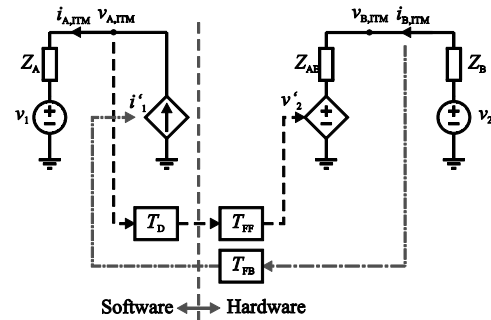 i_A,ITM v_A,ITM
v_B,ITM i_B,ITM
Z_A Z_AB Z_B
v_1 i'_1 v'_2 v_2
T_D T_FF
T_FB
Software Hardware